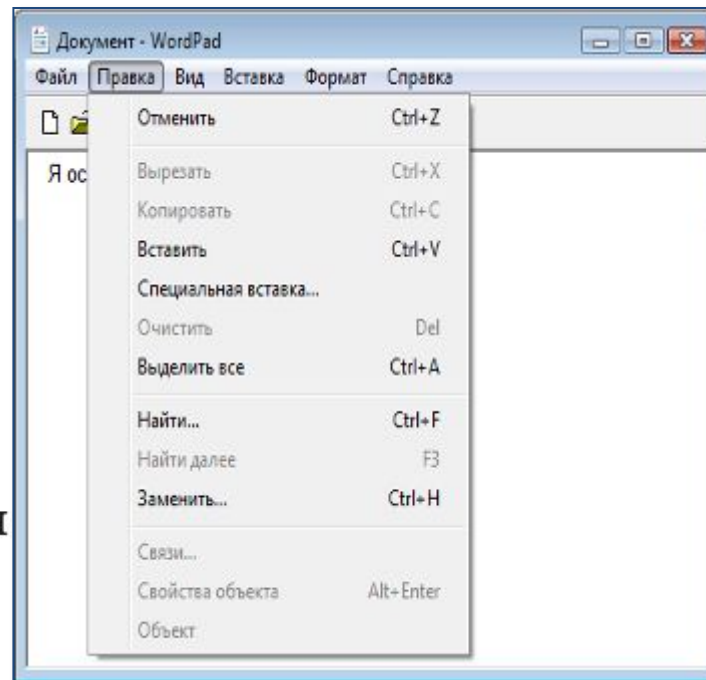 Документ - WordPad
Файл Правка Вид Вставка Формат Справка
Отменить Ctrl+Z
Я ос
Вырезать Ctrl+X
Копировать Ctrl+C
Вставить Ctrl+V
Специальная вставка...
Очистить Del
Выделить все Ctrl+A
Найти... Ctrl+F
Найти далее F3
Заменить... Ctrl+H
Связи...
Свойства объекта Alt+Enter
Объект